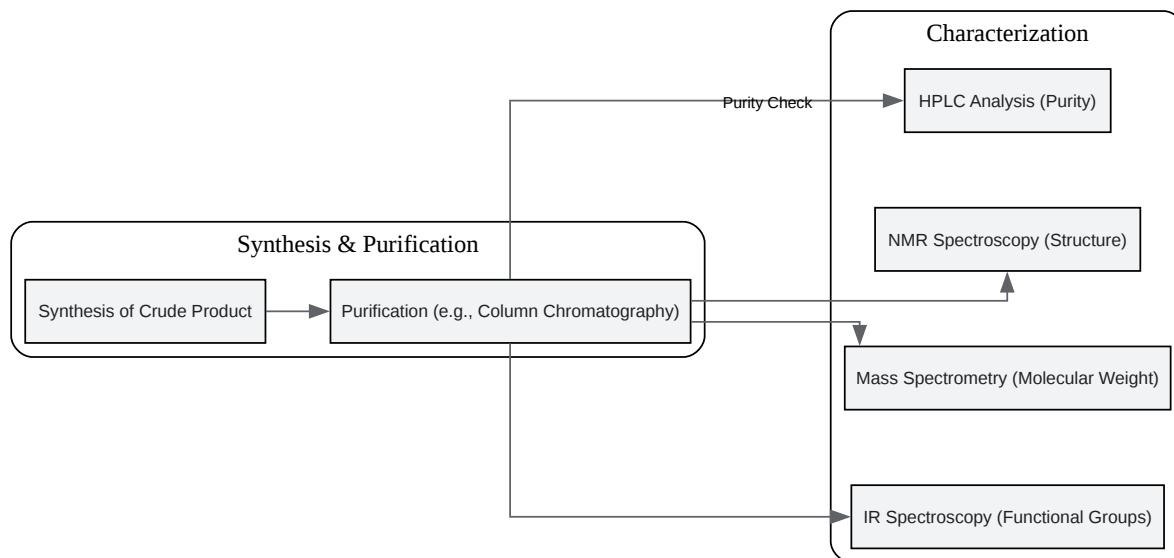 Characterization
HPLC Analysis (Purity)
Purity Check
NMR Spectroscopy (Structure)
Synthesis & Purification
Synthesis of Crude Product
Purification (e.g., Column Chromatography)
Mass Spectrometry (Molecular Weight)
IR Spectroscopy (Functional Groups)